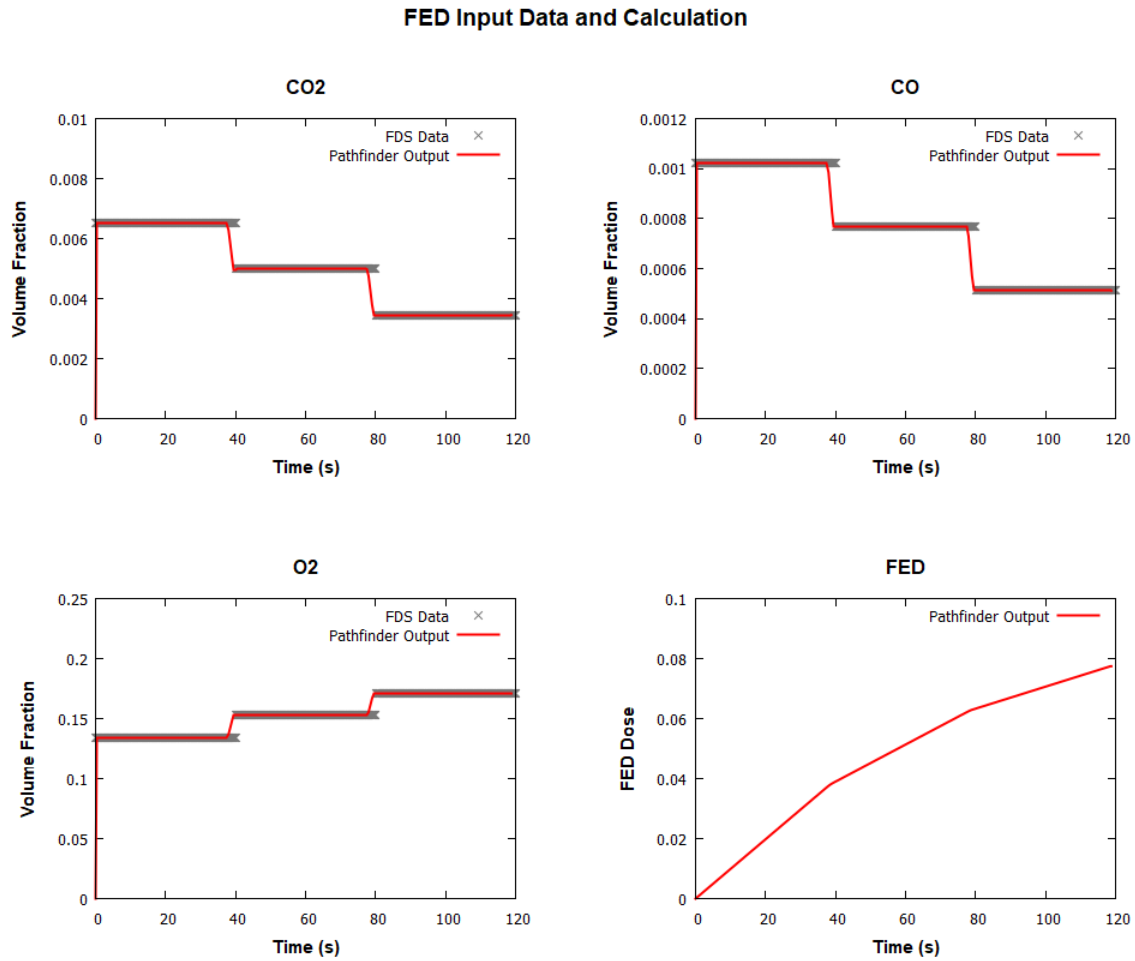 FED Input Data and Calculation
CO2
0.01
0.008
0.006
0.004
0.002
0
Volume Fraction
FDS Data
Pathfinder Output
0 20 40 60 80 100 120
Time (s)
CO
0.0012
0.001
0.0008
0.0006
0.0004
0.0002
0
Volume Fraction
FDS Data
Pathfinder Output
0 20 40 60 80 100 120
Time (s)
O2
0.25
0.2
0.15
0.1
0.05
0
Volume Fraction
FDS Data
Pathfinder Output
0 20 40 60 80 100 120
Time (s)
FED
0.1
0.08
0.06
0.04
0.02
0
FED Dose
Pathfinder Output
0 20 40 60 80 100 120
Time (s)